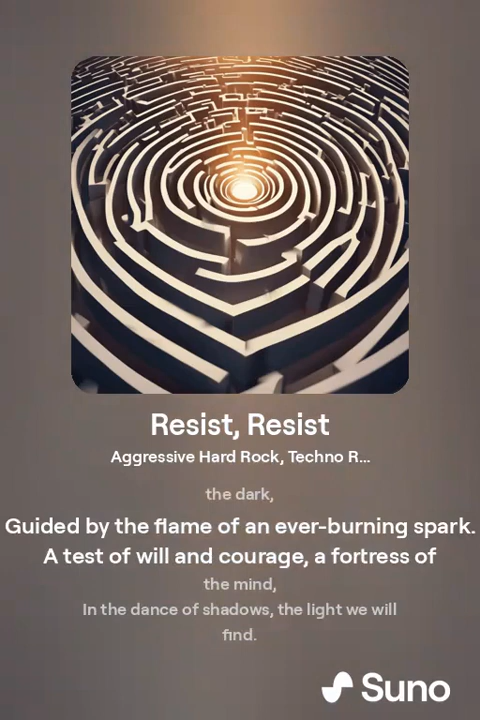 Resist, Resist
Aggressive Hard Rock, Techno R...
the dark,
Guided by the flame of an ever-burning spark.
A test of will and courage, a fortress of
the mind,
In the dance of shadows, the light we will
find.
Suno